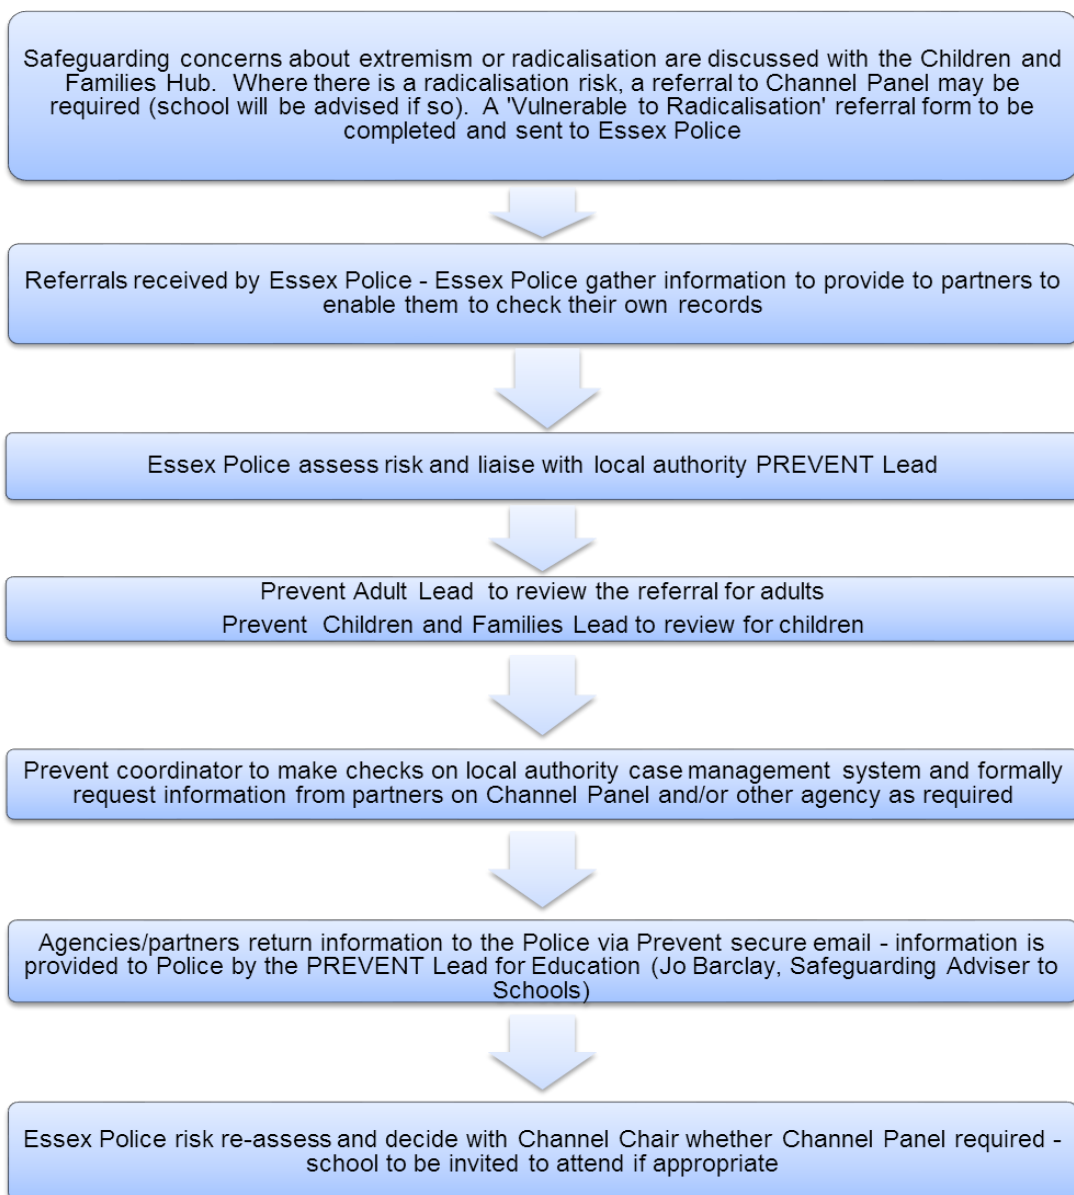 Safeguarding concerns about extremism or radicalisation are discussed with the Children and
Families Hub.  Where there is a radicalisation risk, a referral to Channel Panel may be
required (school will be advised if so).  A 'Vulnerable to Radicalisation' referral form to be
completed and sent to Essex Police
Referrals received by Essex Police - Essex Police gather information to provide to partners to
enable them to check their own records
Essex Police assess risk and liaise with local authority PREVENT Lead
Prevent Adult Lead  to review the referral for adults
Prevent  Children and Families Lead to review for children
Prevent coordinator to make checks on local authority case management system and formally
request information from partners on Channel Panel and/or other agency as required
Agencies/partners return information to the Police via Prevent secure email - information is
provided to Police by the PREVENT Lead for Education (Jo Barclay, Safeguarding Adviser to
Schools)
Essex Police risk re-assess and decide with Channel Chair whether Channel Panel required -
school to be invited to attend if appropriate